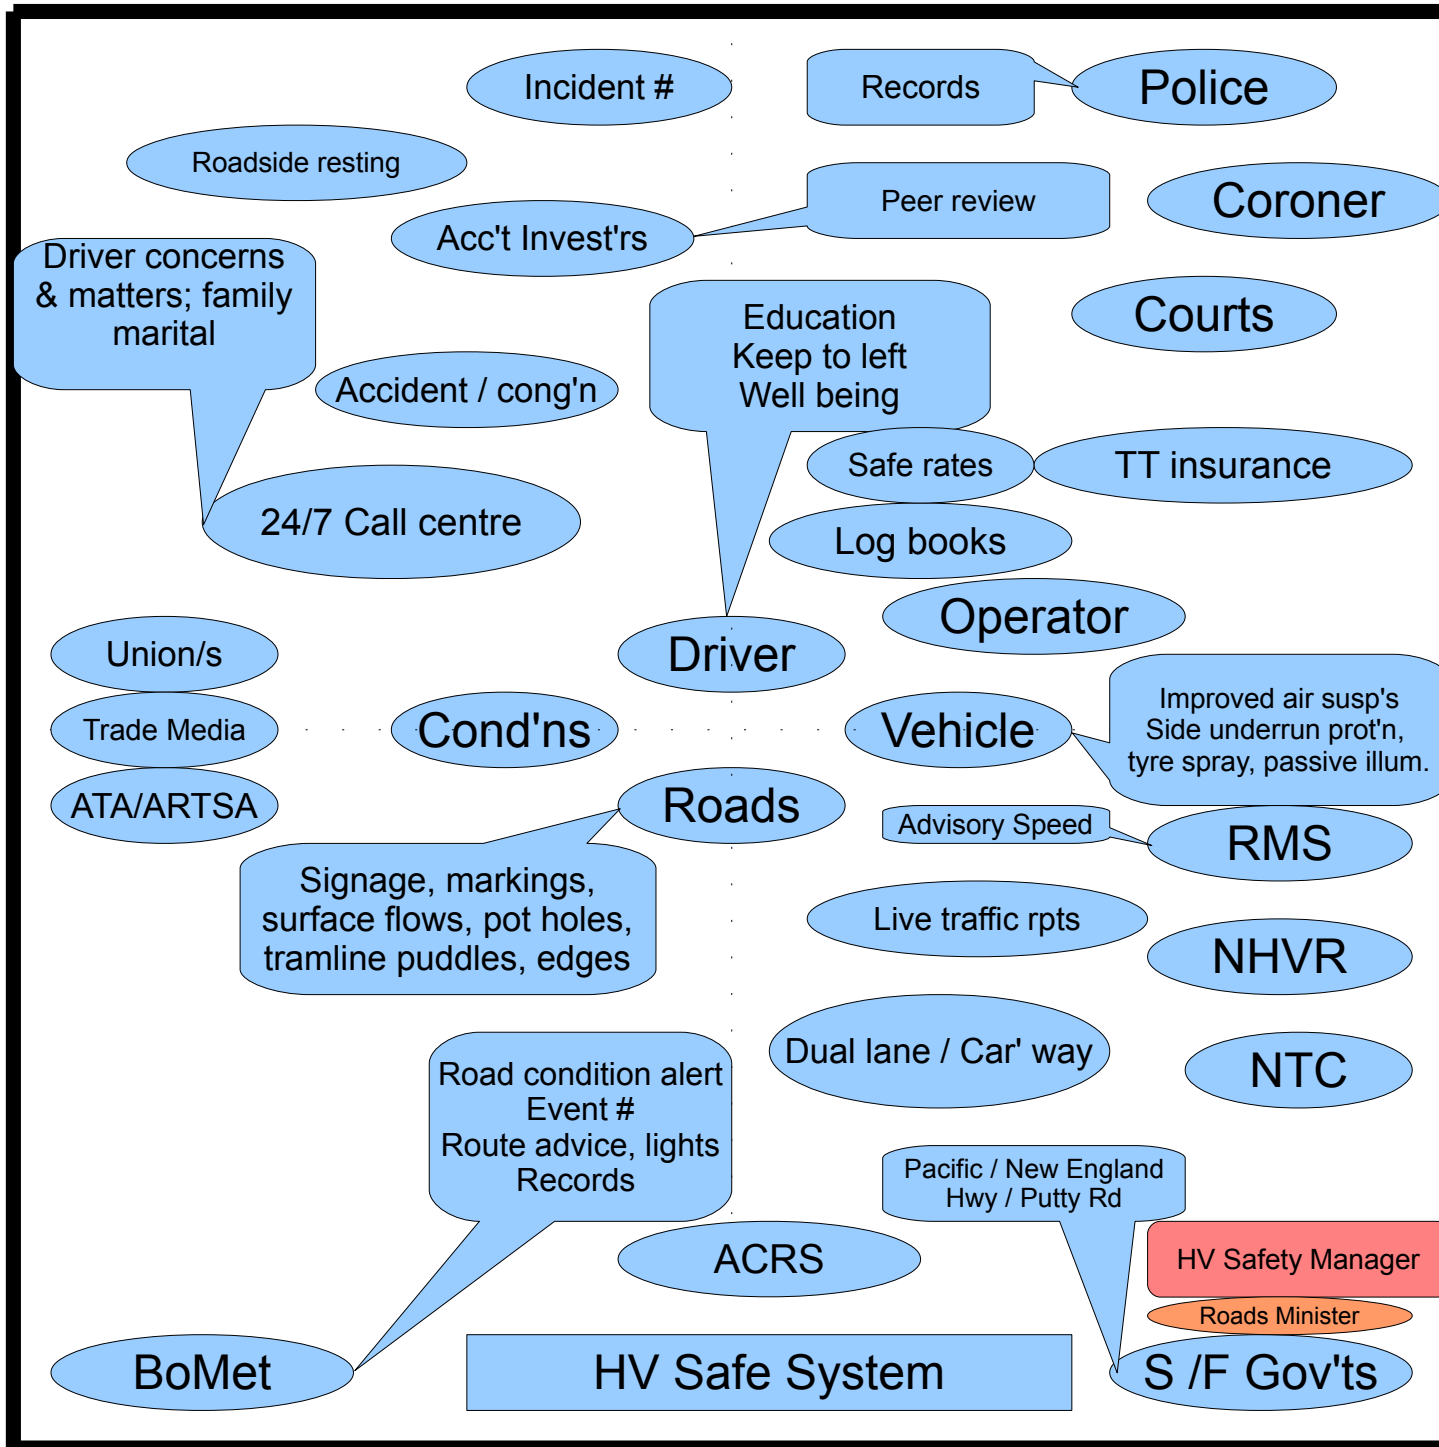 Incident #
Records
Police
Roadside resting
Peer review
Coroner
Acc't Invest'rs
Driver concerns
& matters; family
marital
Education
Keep to left
Well being
Courts
Accident / cong'n
Safe rates
TT insurance
24/7 Call centre
Log books
Operator
Union/s
Driver
Trade Media
Cond'ns
Vehicle
Improved air susp's
Side underrun prot'n,
tyre spray, passive illum.
ATA/ARTSA
Roads
Advisory Speed
RMS
Signage, markings,
surface flows, pot holes,
tramline puddles, edges
Live traffic rpts
NHVR
Dual lane / Car' way
NTC
Road condition alert
Event #
Route advice, lights
Records
Pacific / New England
Hwy / Putty Rd
ACRS
HV Safety Manager
Roads Minister
BoMet
HV Safe System
S /F Gov'ts